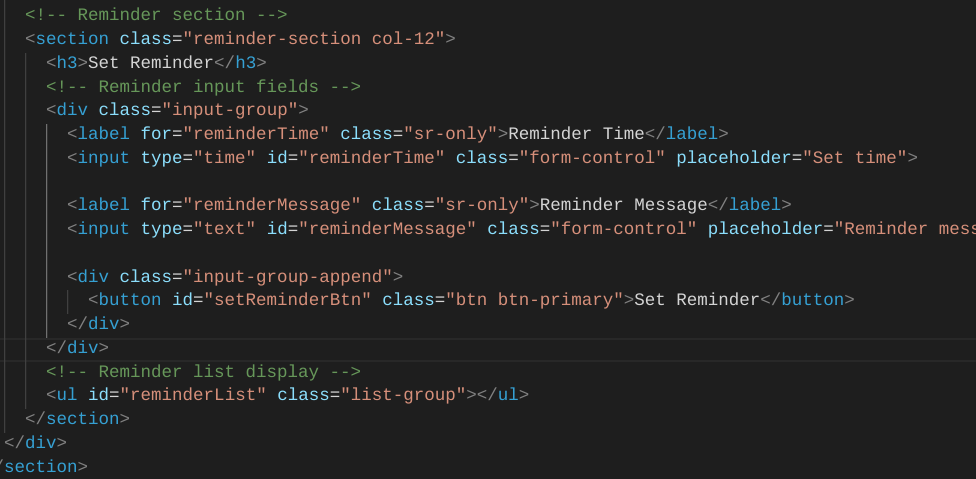 <!-- Reminder section -->
<section class="reminder-section col-12">
<h3>Set Reminder</h3>
<!-- Reminder input fields -->
<div class="input-group">
<label for="reminderTime" class="sr-only">Reminder Time</label>
<input type="time" id="reminderTime" class="form-control" placeholder="Set time">
<label for="reminderMessage" class="sr-only">Reminder Message</label>
<input type="text" id="reminderMessage" class="form-control" placeholder="Reminder mess
<div class="input-group-append">
<button id="setReminderBtn" class="btn btn-primary">Set Reminder</button>
</div>
</div>
<!-- Reminder list display -->
<ul id="reminderList" class="list-group"></ul>
</section>
</div>
/section>